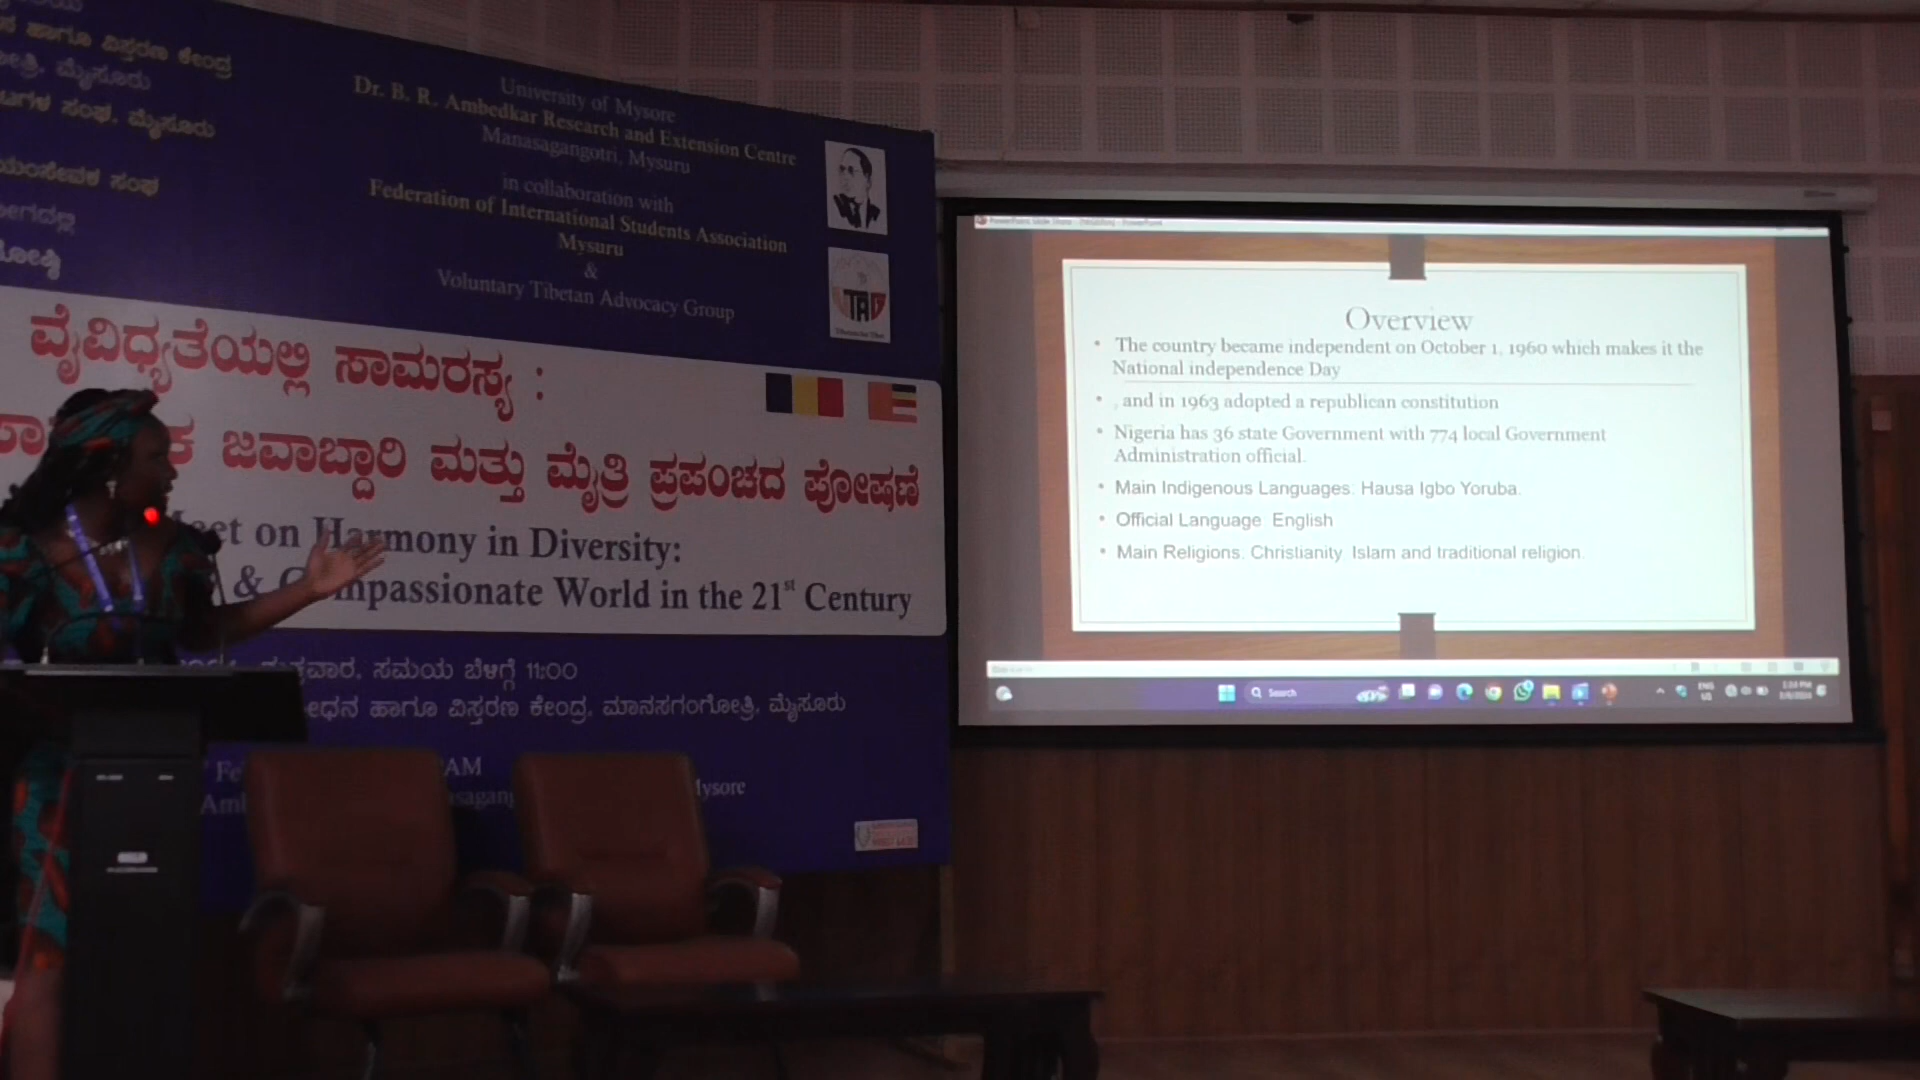 ಹಾಗೂ ವಿಸ್ತರಣ ಕೇಂದ್ರ
ಮೈಸೂರು
ಸಂಘ, ಮೈಸೂರು
ಸಂಘ
University of Mysore
Dr. B. R. Ambedkar Research and Extension Centre
Manasagangotri, Mysuru
in collaboration with
Federation of International Students Association
Mysuru
&
Voluntary Tibetan Advocacy Group
ವೈವಿಧ್ಯತೆಯಲ್ಲಿ ಸಾಮರಸ್ಯ :
ಜವಾಬ್ದಾರಿ ಮತ್ತು ಮೈತ್ರಿ ಪ್ರಪಂಚದ ಪೋಷಣೆ
on Harmony in Diversity:
& Compassionate World in the 21st Century
ಸಮಯ ಬೆಳಿಗ್ಗೆ 11:00
ಹಾಗೂ ವಿಸ್ತರಣ ಕೇಂದ್ರ, ಮಾನಸಗಂಗೋತ್ರಿ, ಮೈಸೂರು
AM
Overview
• The country became independent on October 1, 1960 which makes it the
National independence Day
• , and in 1963 adopted a republican constitution
• Nigeria has 36 state Government with 774 local Government
Administration official.
• Main Indigenous Languages: Hausa Igbo Yoruba.
• Official Language English
• Main Religions. Christianity Islam and traditional religion.
Search
ENG